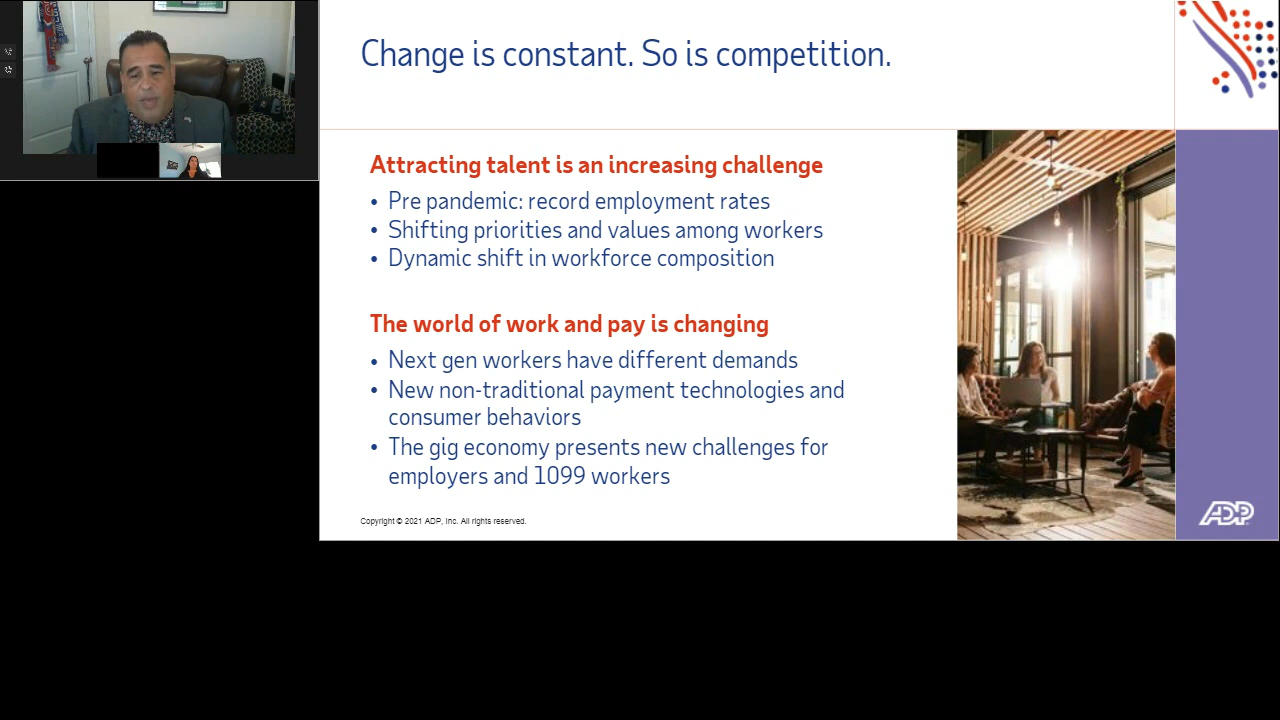 Change is constant. So is competition.
Attracting talent is an increasing challenge
• Pre pandemic: record employment rates
• Shifting priorities and values among workers
• Dynamic shift in workforce composition
The world of work and pay is changing
• Next gen workers have different demands
• New non-traditional payment technologies and
consumer behaviors
• The gig economy presents new challenges for
employers and 1099 workers
Copyright © 2021 ADP, Inc. All rights reserved.
ADP